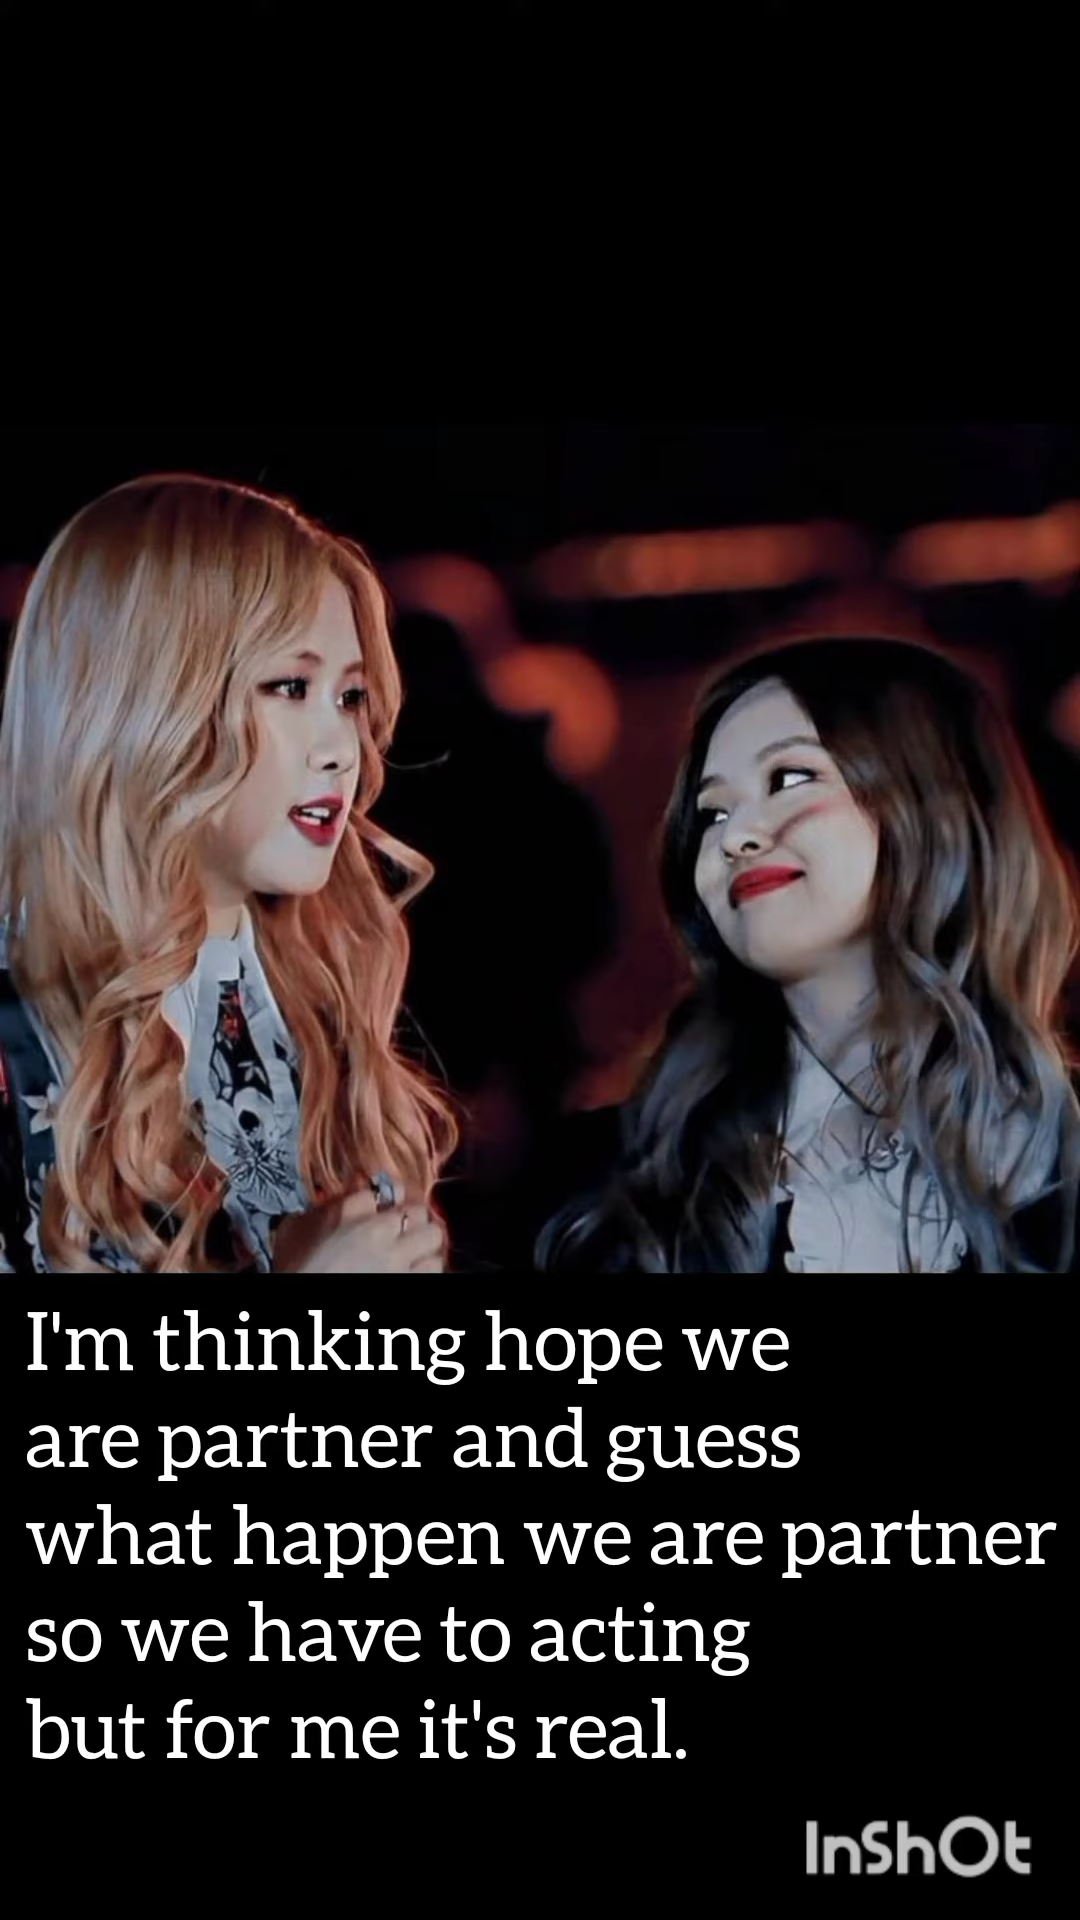 I'm thinking hope we
are partner and guess
what happen we are partner
so we have to acting
but for me it's real.
InShOt